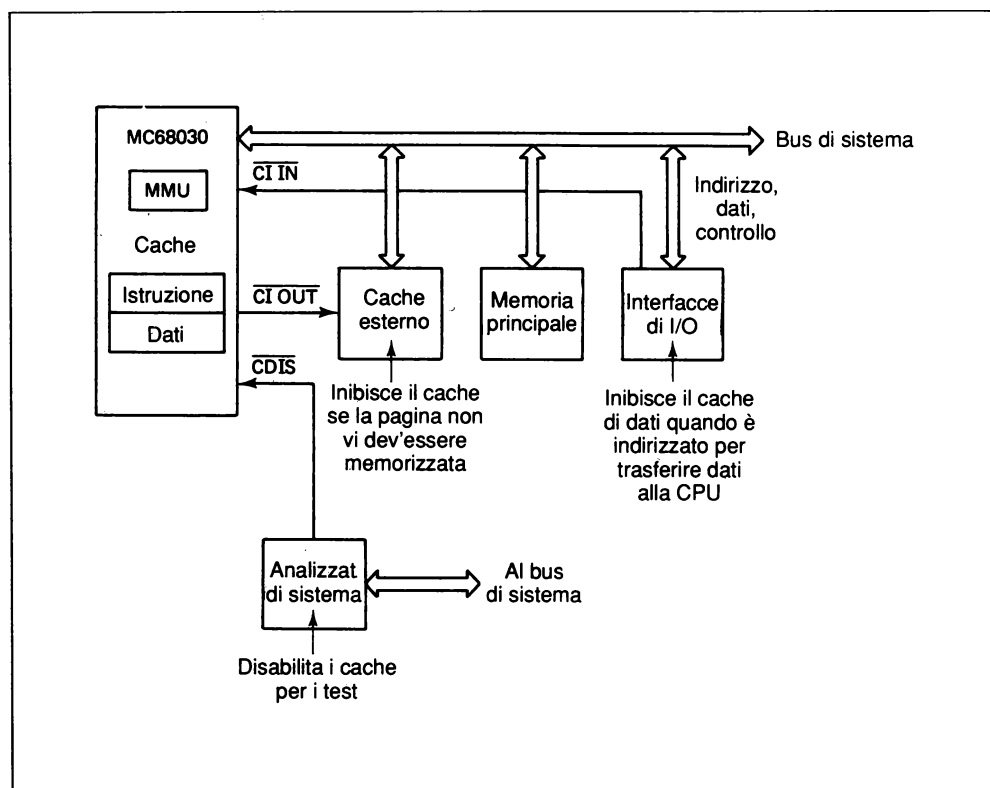 MC68030
MMU
Cache
Istruzione
Dati
CI IN
CI OUT
CDIS
Bus di sistema
Indirizzo,
dati,
controllo
Cache
esterno
Memoria
principale
Interfacce
di I/O
Inibisce il cache
se la pagina non
vi dev'essere
memorizzata
Inibisce il cache
di dati quando è
indirizzato per
trasferire dati
alla CPU
Analizzat
di sistema
Al bus
di sistema
Disabilita i cache
per i test